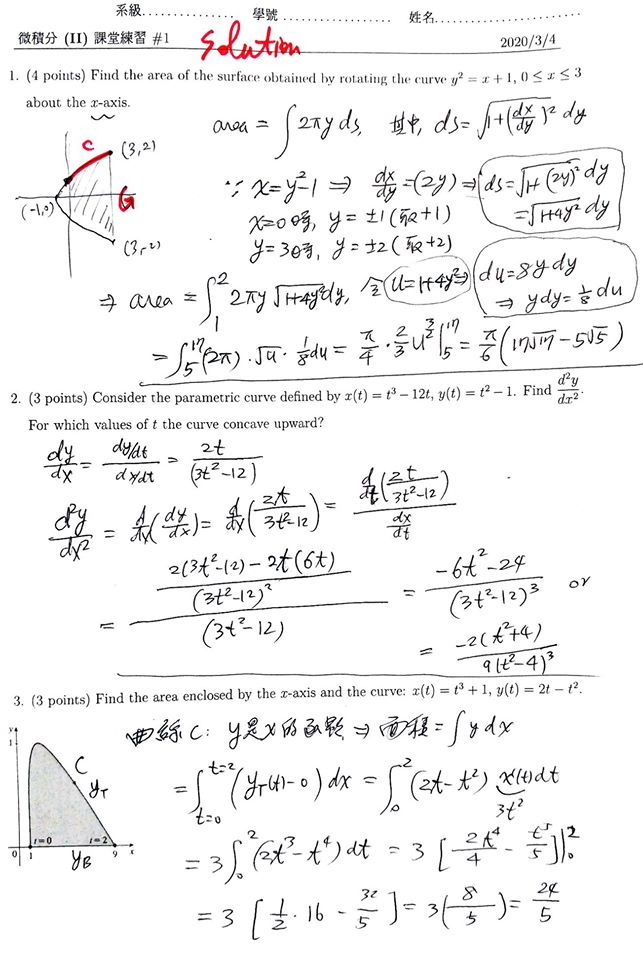 系級.............. 學號 ................. 姓名.................
微積分 (II) 課堂練習 #1 Solution 2020/3/4
1. (4 points) Find the area of the surface obtained by rotating the curve y² = x + 1, 0 ≤ x ≤ 3
about the x-axis.
area = ∫ 2πy ds, 其中, ds = √(1+(dx/dy)²) dy
C (3,2)
(-1,0) G
(3,-2)
∵ x = y²-1 ⇒ dx/dy = (2y) ⇒ ds = √(1+(2y)²) dy
= √(1+4y²) dy
x=0時, y = ±1 (取+1)
y=3時, y = ±2 (取+2)
⇒ area = ∫₁² 2πy √(1+4y²) dy, 令 u = 1+4y² ⇒ du = 8y dy
⇒ y dy = 1/8 du
= ∫₅¹⁷ (2π) · √u · 1/8 du = π/4 · 2/3 u^(3/2) |₅¹⁷ = π/6 (17√17 - 5√5)
2. (3 points) Consider the parametric curve defined by x(t) = t³ − 12t, y(t) = t² − 1. Find d²y/dx².
For which values of t the curve concave upward?
dy/dx = (dy/dt)/(dx/dt) = 2t/(3t²-12)
d²y/dx² = d/dx (dy/dx) = d/dx (2t/(3t²-12)) = (d/dt (2t/(3t²-12)))/(dx/dt)
= ((2(3t²-12) - 2t(6t))/(3t²-12)²)/(3t²-12) = (-6t²-24)/(3t²-12)³ or
= -2(t²+4)/9(t²-4)³
3. (3 points) Find the area enclosed by the x-axis and the curve: x(t) = t³ + 1, y(t) = 2t − t².
曲線 C: y是x的函數 ⇒ 面積 = ∫ y dx
y
1
C
y_T
t=0 t=2
0 1 y_B 9 x
= ∫_{t=0}^{t=2} (y_T(t) - 0) dx = ∫₀² (2t - t²) x'(t) dt
3t²
= 3 ∫₀² (2t³ - t⁴) dt = 3 [2t⁴/4 - t⁵/5]|₀²
= 3 [1/2 · 16 - 32/5] = 3(8/5) = 24/5